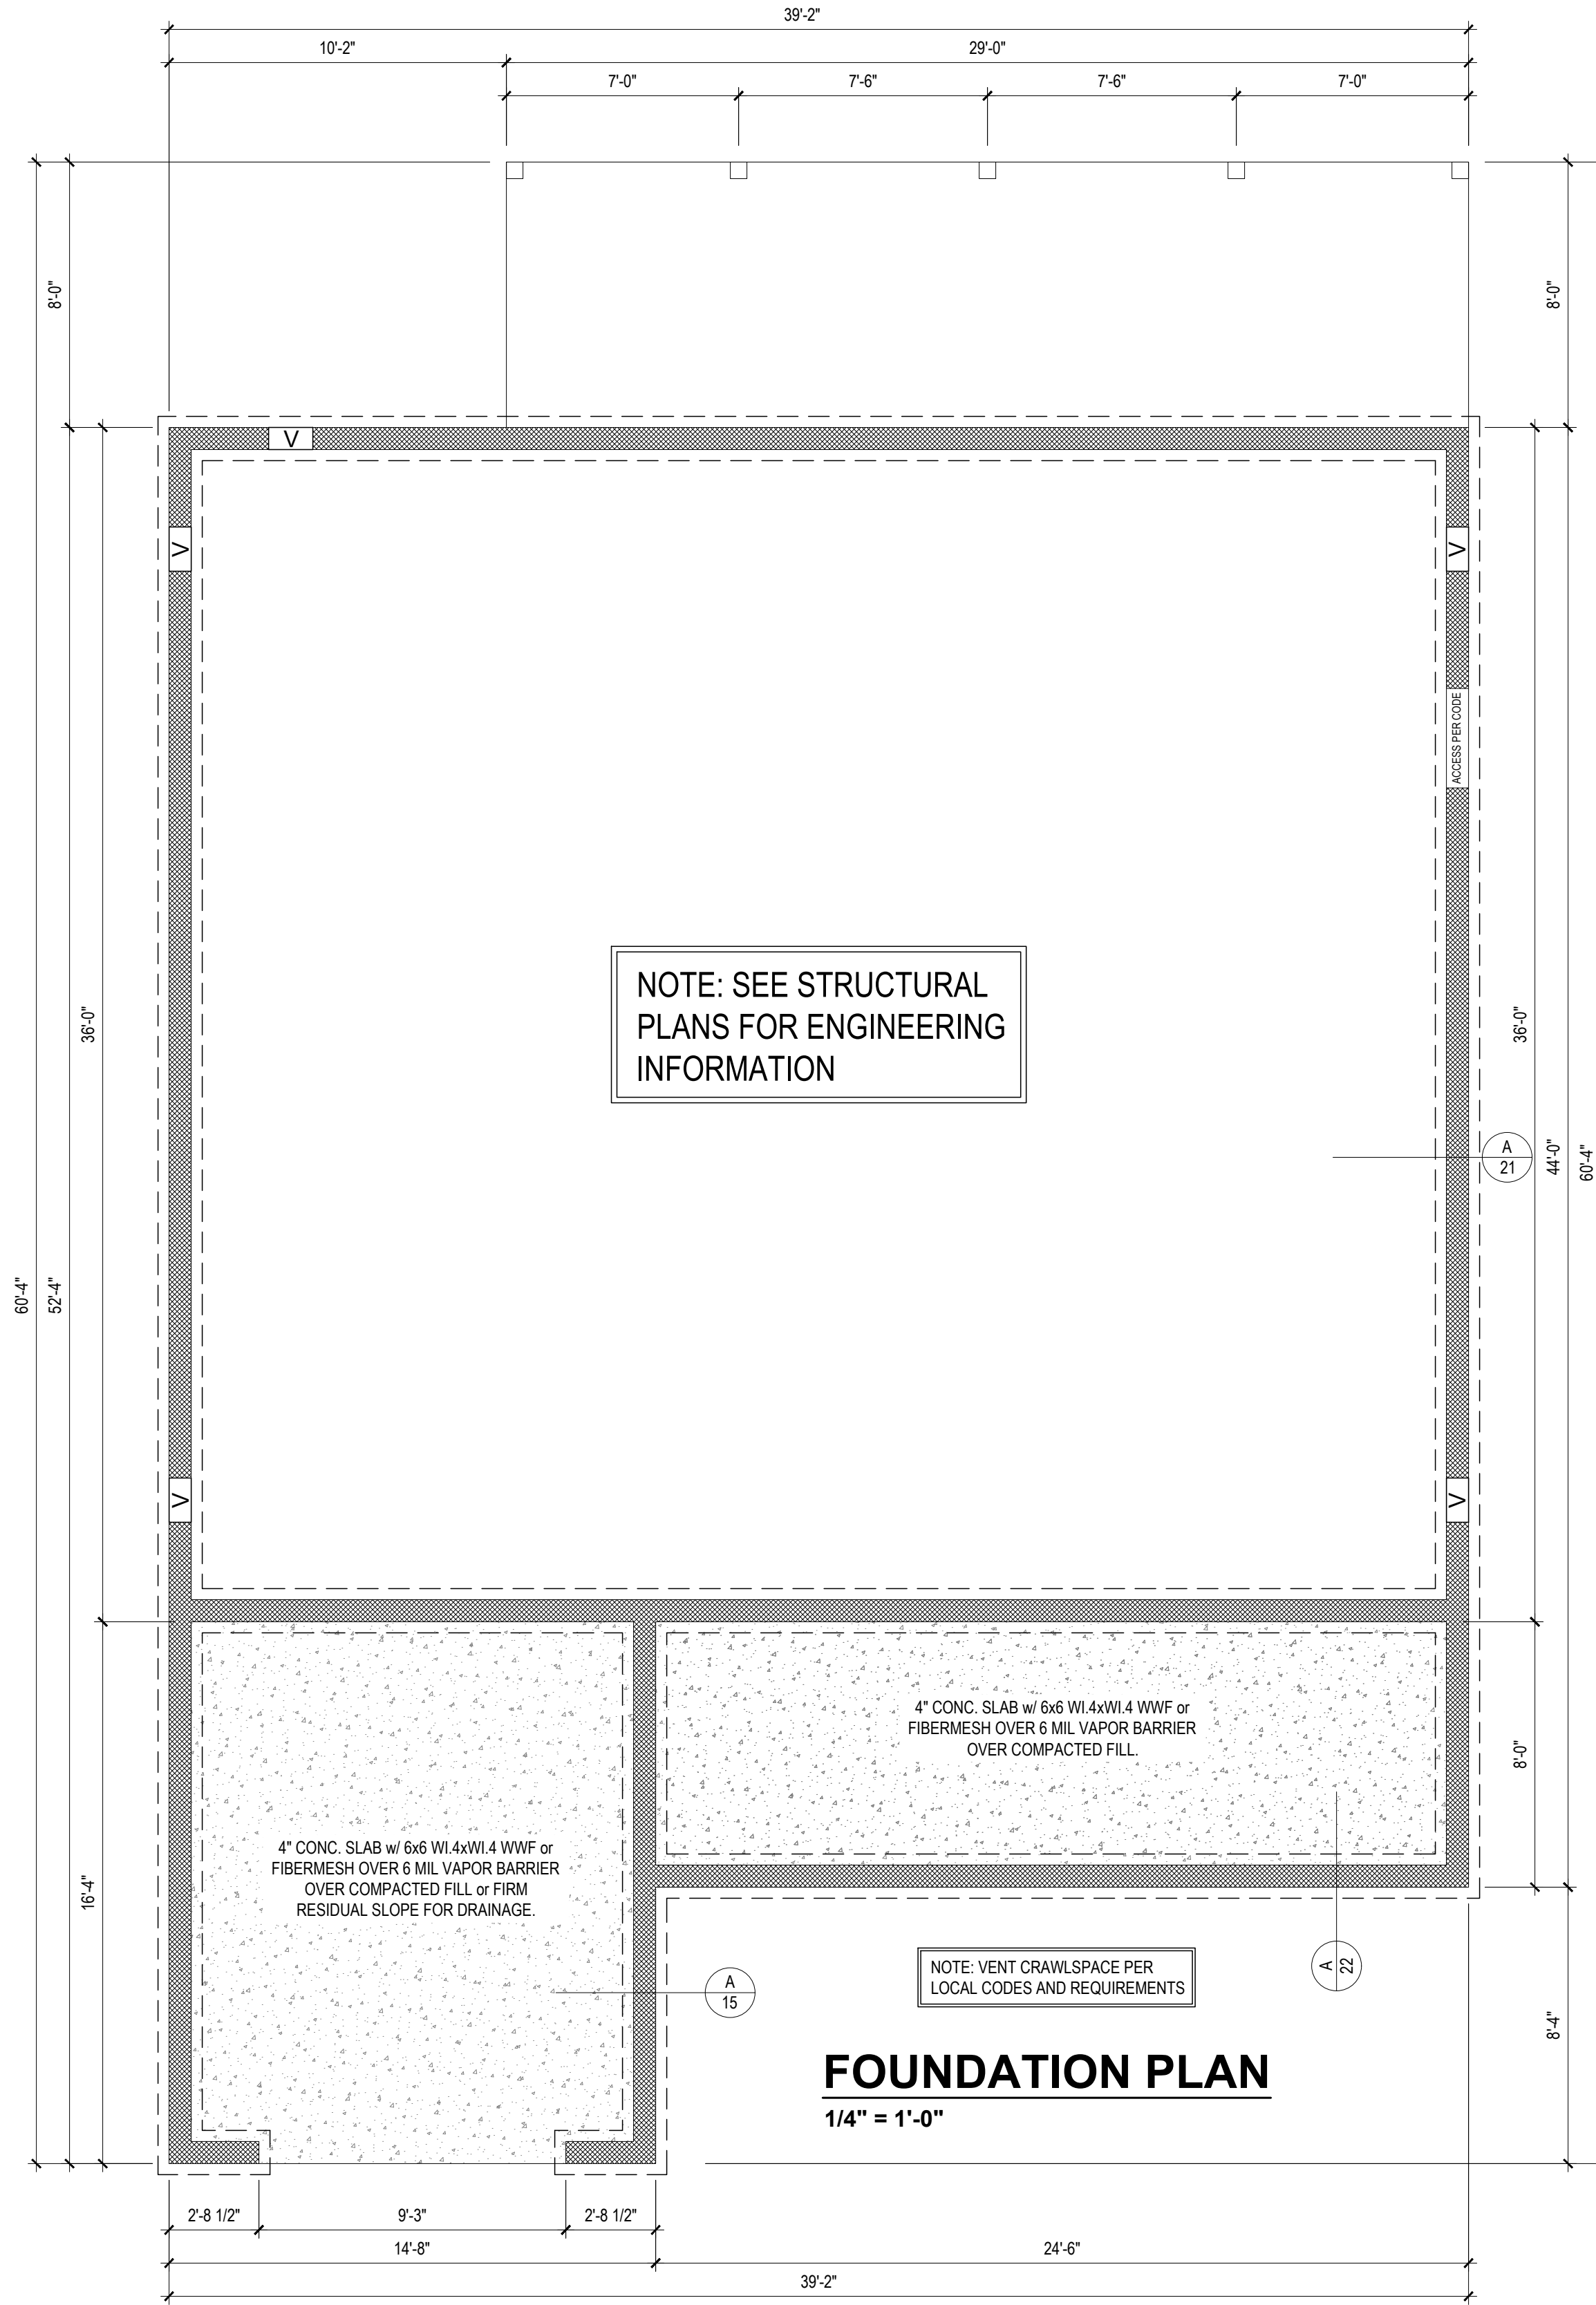 39'-2"
10'-2"
29'-0"
7'-0"
7'-6"
7'-6"
7'-0"
8'-0"
8'-0"
V
V
V
ACCESS PER CODE
NOTE: SEE STRUCTURAL
PLANS FOR ENGINEERING
INFORMATION
36'-0"
36'-0"
A
21
44'-0"
60'-4"
60'-4"
52'-4"
V
V
4" CONC. SLAB w/ 6x6 WI.4xWI.4 WWF or
FIBERMESH OVER 6 MIL VAPOR BARRIER
OVER COMPACTED FILL.
8'-0"
4" CONC. SLAB w/ 6x6 WI.4xWI.4 WWF or
FIBERMESH OVER 6 MIL VAPOR BARRIER
OVER COMPACTED FILL or FIRM
RESIDUAL SLOPE FOR DRAINAGE.
16'-4"
NOTE: VENT CRAWLSPACE PER
LOCAL CODES AND REQUIREMENTS
A
22
A
15
8'-4"
FOUNDATION PLAN
1/4" = 1'-0"
2'-8 1/2"
9'-3"
2'-8 1/2"
14'-8"
24'-6"
39'-2"